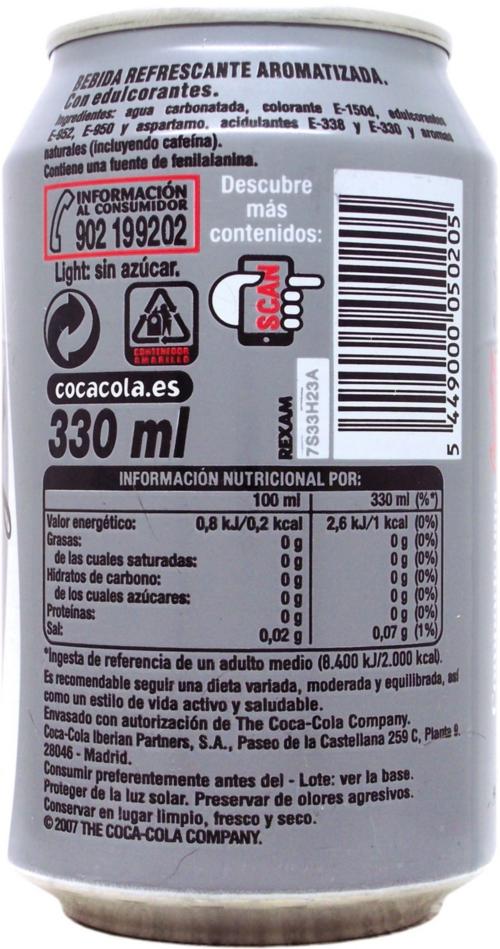 BEBIDA REFRESCANTE AROMATIZADA.
Con edulcorantes.
Ingredientes: agua carbonatada, colorante E-150d, edulcorantes
E-952, E-950 y aspartamo, acidulantes E-338 y E-330 y aromas
naturales (incluyendo cafeína).
Contiene una fuente de fenilalanina.
INFORMACIÓN
AL CONSUMIDOR
902 199202
Descubre
más
contenidos:
SCAN
Light: sin azúcar.
CONTENEDOR
AMARILLO
cocacola.es
330 ml
REXAM
7S33H23A
5 449000 050205
INFORMACIÓN NUTRICIONAL POR:
100 ml 330 ml (%*)
Valor energético: 0,8 kJ/0,2 kcal 2,6 kJ/1 kcal (0%)
Grasas: 0 g 0 g (0%)
de las cuales saturadas: 0 g 0 g (0%)
Hidratos de carbono: 0 g 0 g (0%)
de los cuales azúcares: 0 g 0 g (0%)
Proteínas: 0 g 0 g (0%)
Sal: 0,02 g 0,07 g (1%)
*Ingesta de referencia de un adulto medio (8.400 kJ/2.000 kcal).
Es recomendable seguir una dieta variada, moderada y equilibrada, así
como un estilo de vida activo y saludable.
Envasado con autorización de The Coca-Cola Company.
Coca-Cola Iberian Partners, S.A., Paseo de la Castellana 259 C, Planta 9.
28046 - Madrid.
Consumir preferentemente antes del - Lote: ver la base.
Proteger de la luz solar. Preservar de olores agresivos.
Conservar en lugar limpio, fresco y seco.
© 2007 THE COCA-COLA COMPANY.